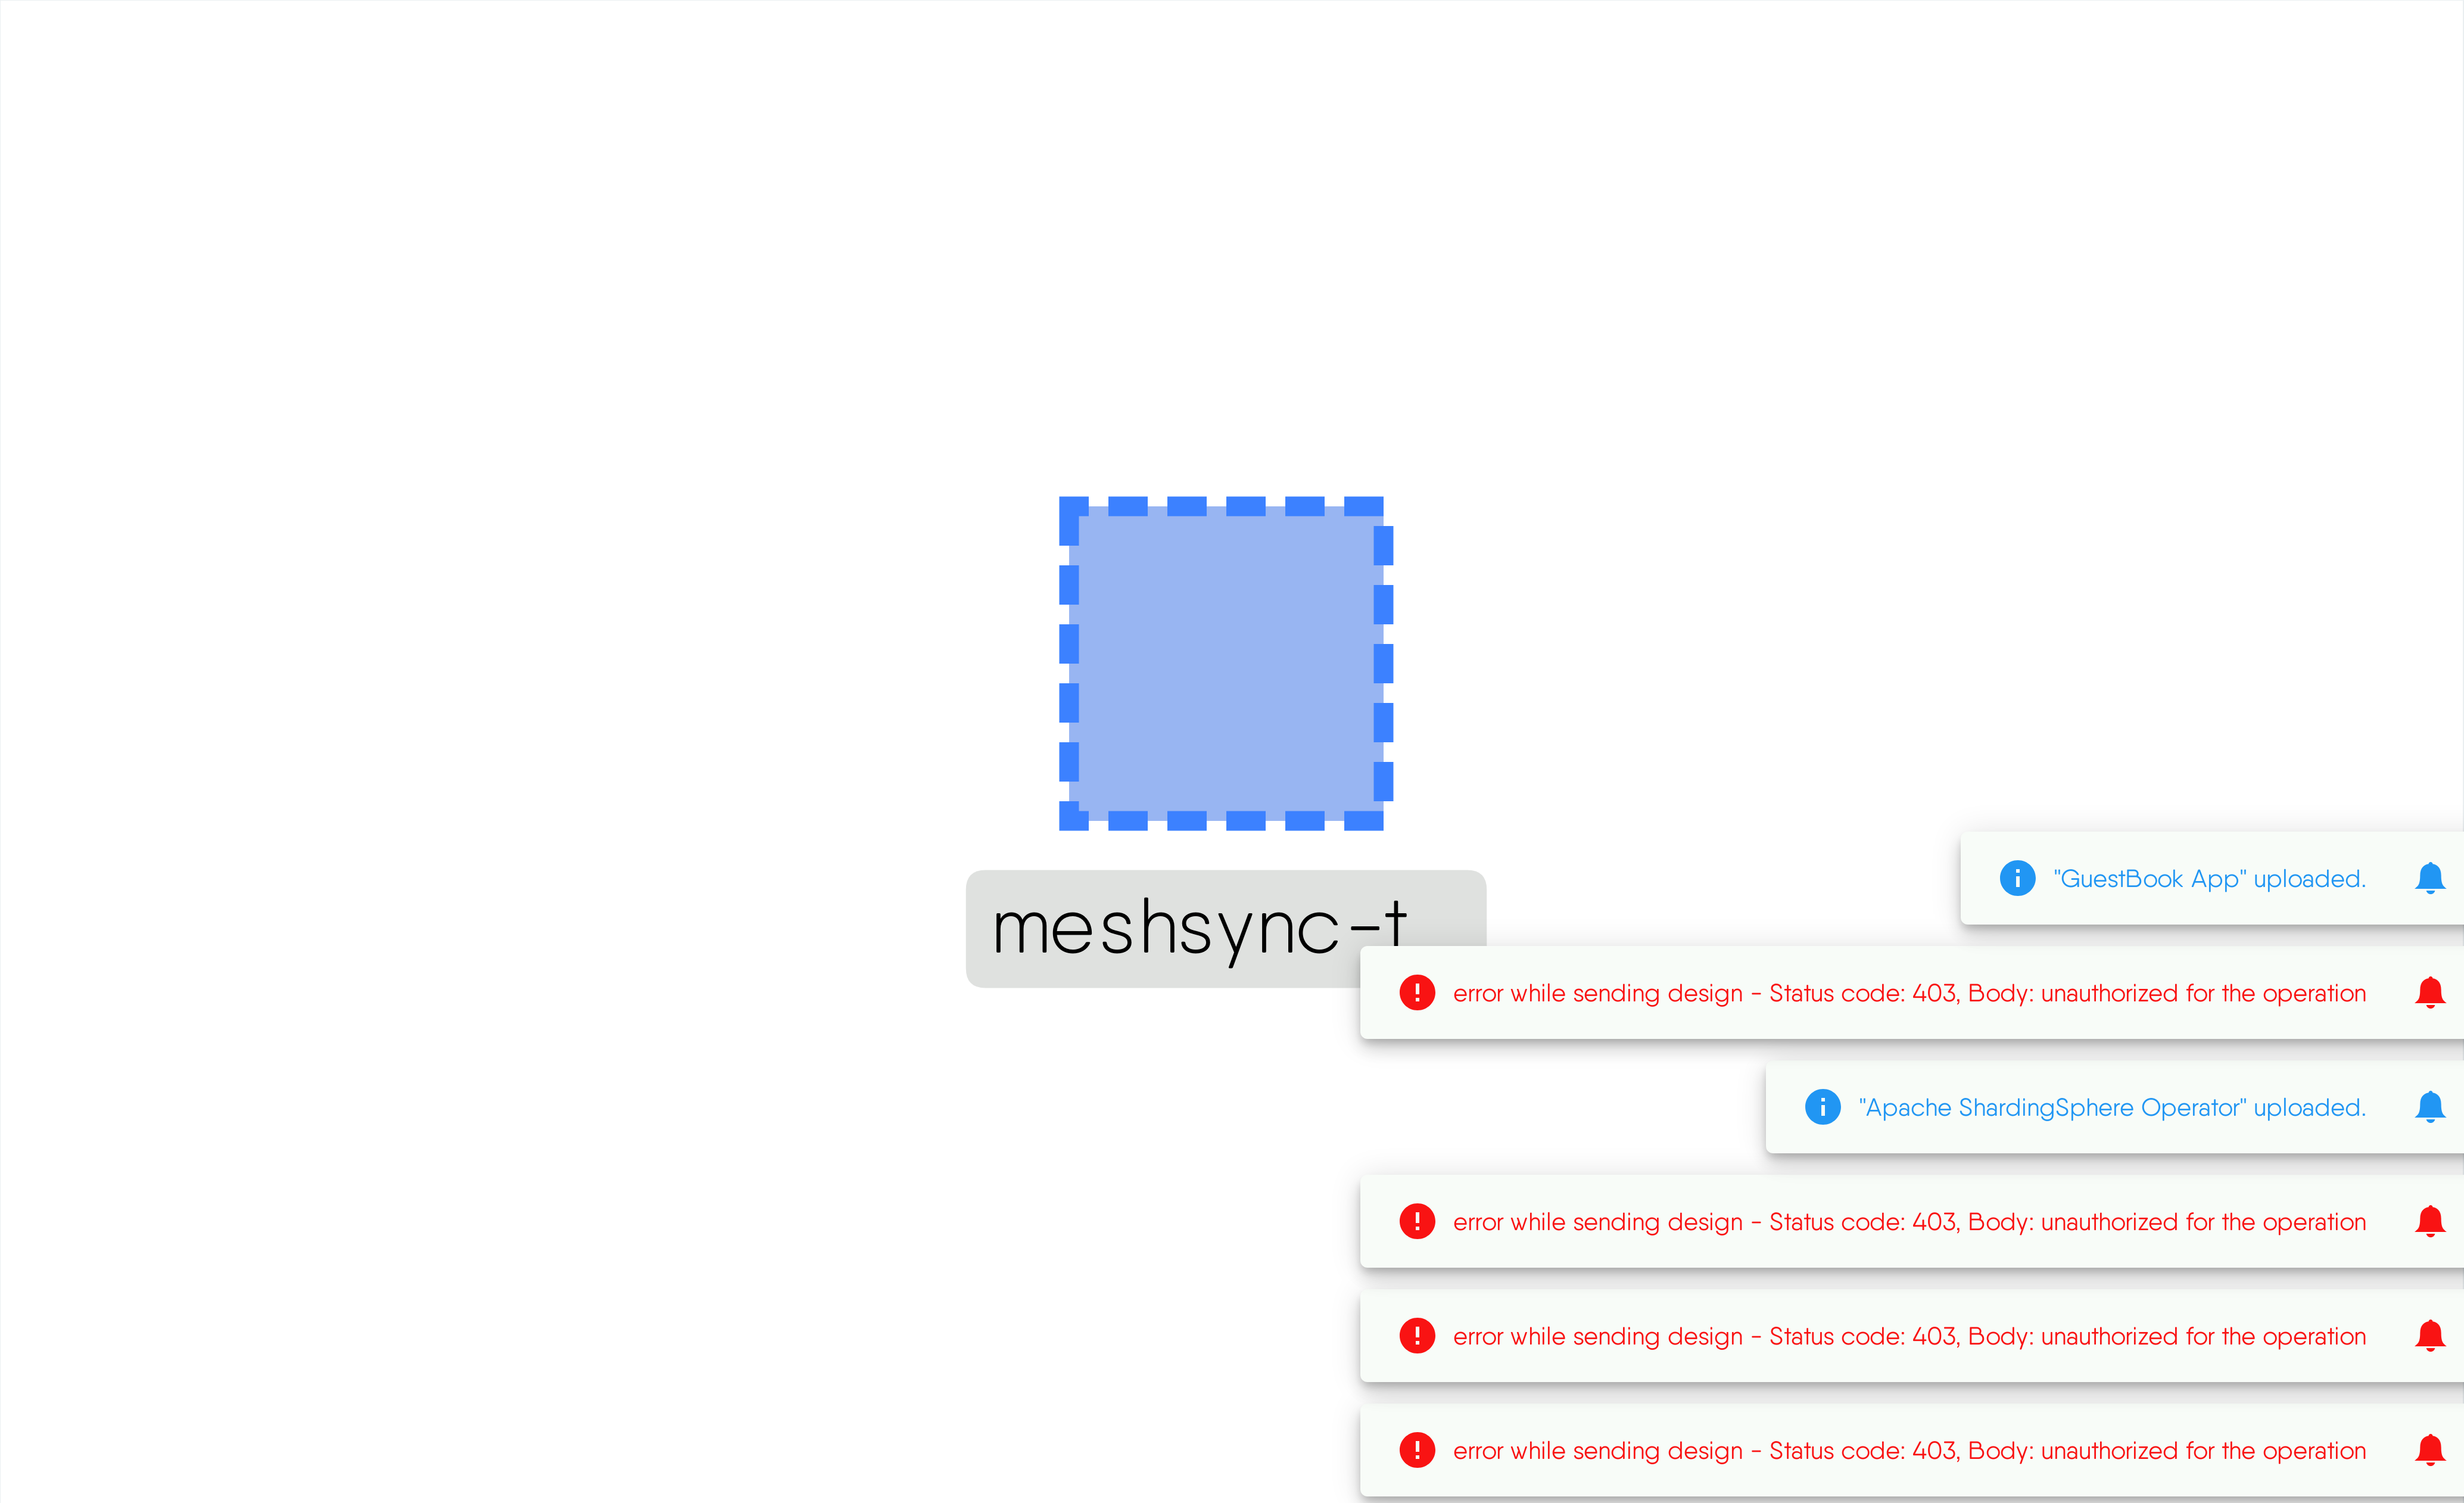 "GuestBook App" uploaded.
meshsync-t
error while sending design - Status code: 403, Body: unauthorized for the operation
"Apache ShardingSphere Operator" uploaded.
error while sending design - Status code: 403, Body: unauthorized for the operation
error while sending design - Status code: 403, Body: unauthorized for the operation
error while sending design - Status code: 403, Body: unauthorized for the operation